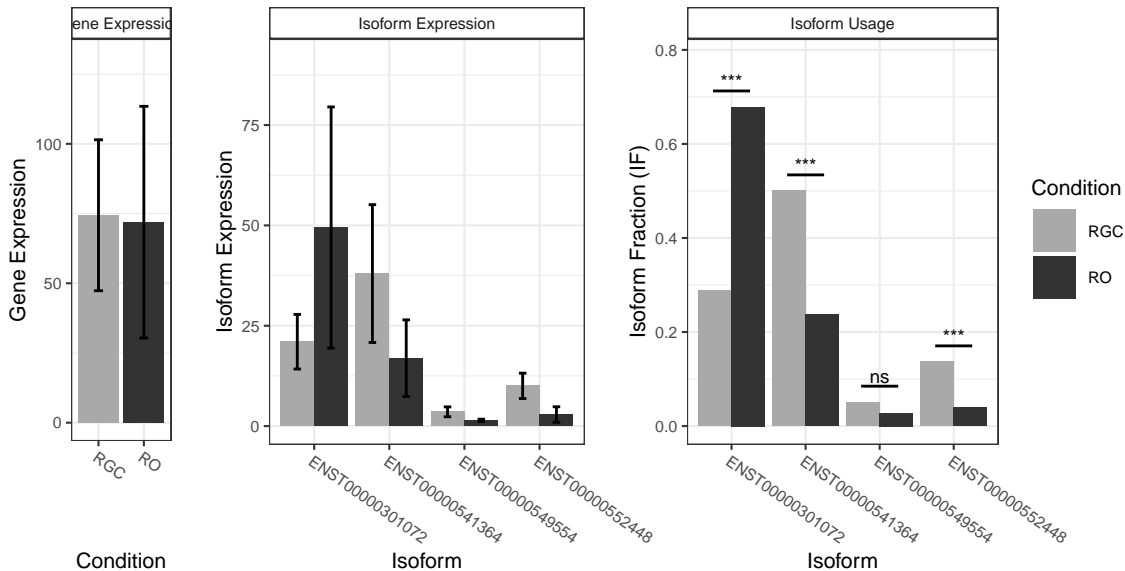 ene Expressio
Gene Expression
100
50
0
RGC
RO
Condition
Isoform Expression
Isoform Expression
75
50
25
0
ENST00000301072
ENST00000541364
ENST00000549554
ENST00000552448
Isoform
Isoform Usage
Isoform Fraction (IF)
0.8
0.6
0.4
0.2
0.0
***
***
ns
***
ENST00000301072
ENST00000541364
ENST00000549554
ENST00000552448
Isoform
Condition
RGC
RO